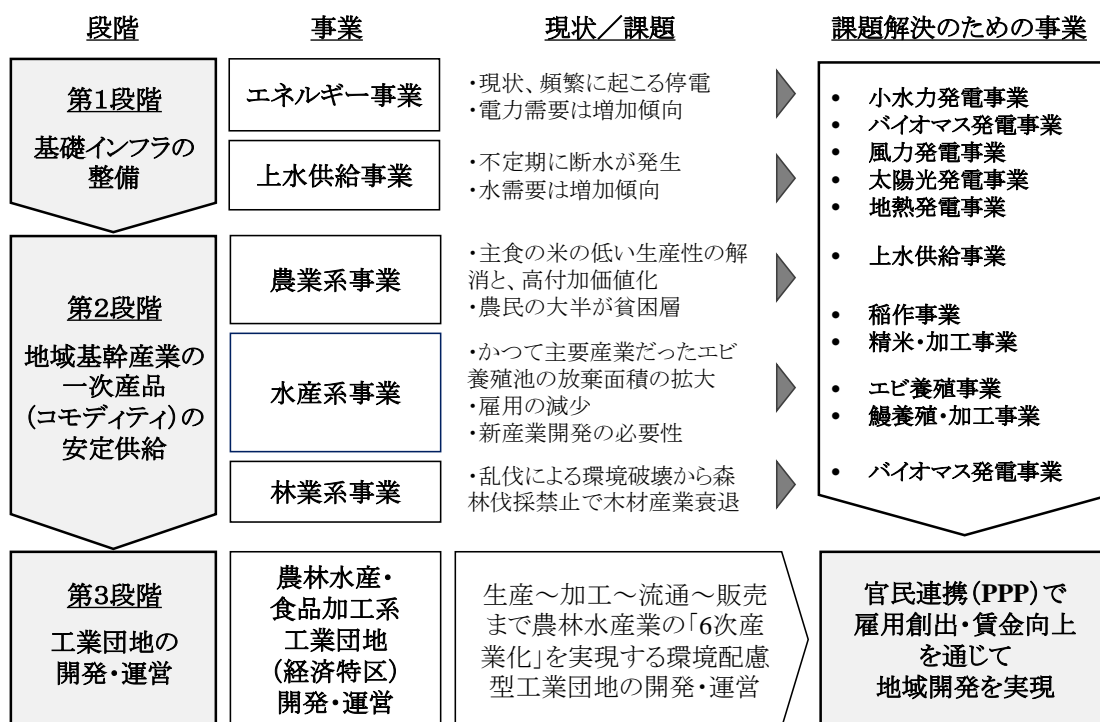 段階
事業
現状／課題
課題解決のための事業
第1段階
基礎インフラの
整備
エネルギー事業
・現状、頻繁に起こる停電
・電力需要は増加傾向
上水供給事業
・不定期に断水が発生
・水需要は増加傾向
• 小水力発電事業
• バイオマス発電事業
• 風力発電事業
• 太陽光発電事業
• 地熱発電事業
• 上水供給事業
第2段階
地域基幹産業の
一次産品
（コモディティ）の
安定供給
農業系事業
・主食の米の低い生産性の解
消と、高付加価値化
・農民の大半が貧困層
• 稲作事業
• 精米・加工事業
水産系事業
・かつて主要産業だったエビ
養殖池の放棄面積の拡大
・雇用の減少
・新産業開発の必要性
• エビ養殖事業
• 鰻養殖・加工事業
林業系事業
・乱伐による環境破壊から森
林伐採禁止で木材産業衰退
• バイオマス発電事業
第3段階
工業団地の
開発・運営
農林水産・
食品加工系
工業団地
（経済特区）
開発・運営
生産～加工～流通～販売
まで農林水産業の「6次産
業化」を実現する環境配慮
型工業団地の開発・運営
官民連携（PPP）で
雇用創出・賃金向上
を通じて
地域開発を実現